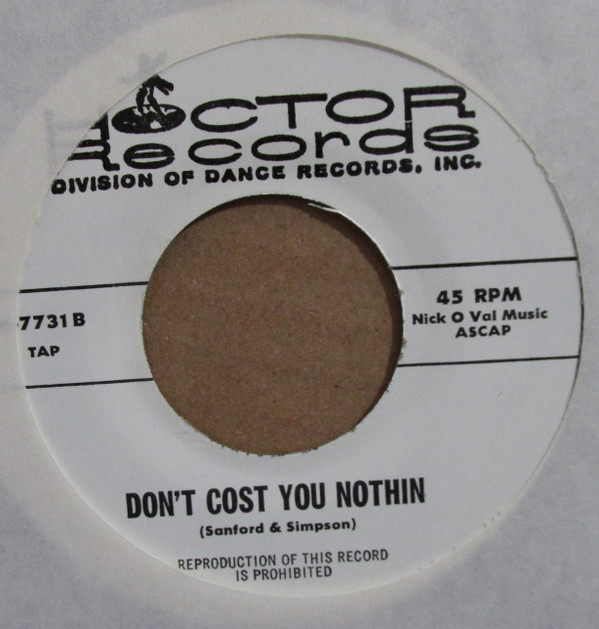 HOCTOR
Records
DIVISION OF DANCE RECORDS, INC.
-7731 B
TAP
45 RPM
Nick O Val Music
ASCAP
DON'T COST YOU NOTHIN
(Sanford & Simpson)
REPRODUCTION OF THIS RECORD
IS PROHIBITED